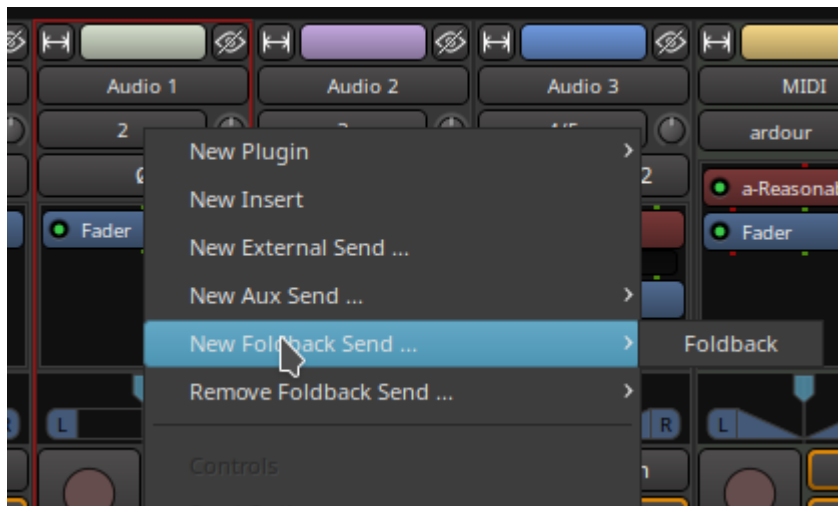 Audio 1
Audio 2
Audio 3
MIDI
2
ardour
New Plugin
2
New Insert
Fader
Fader
New External Send ...
New Aux Send ...
New Foldback Send ...
Foldback
Remove Foldback Send ...
L
R
L
Controls